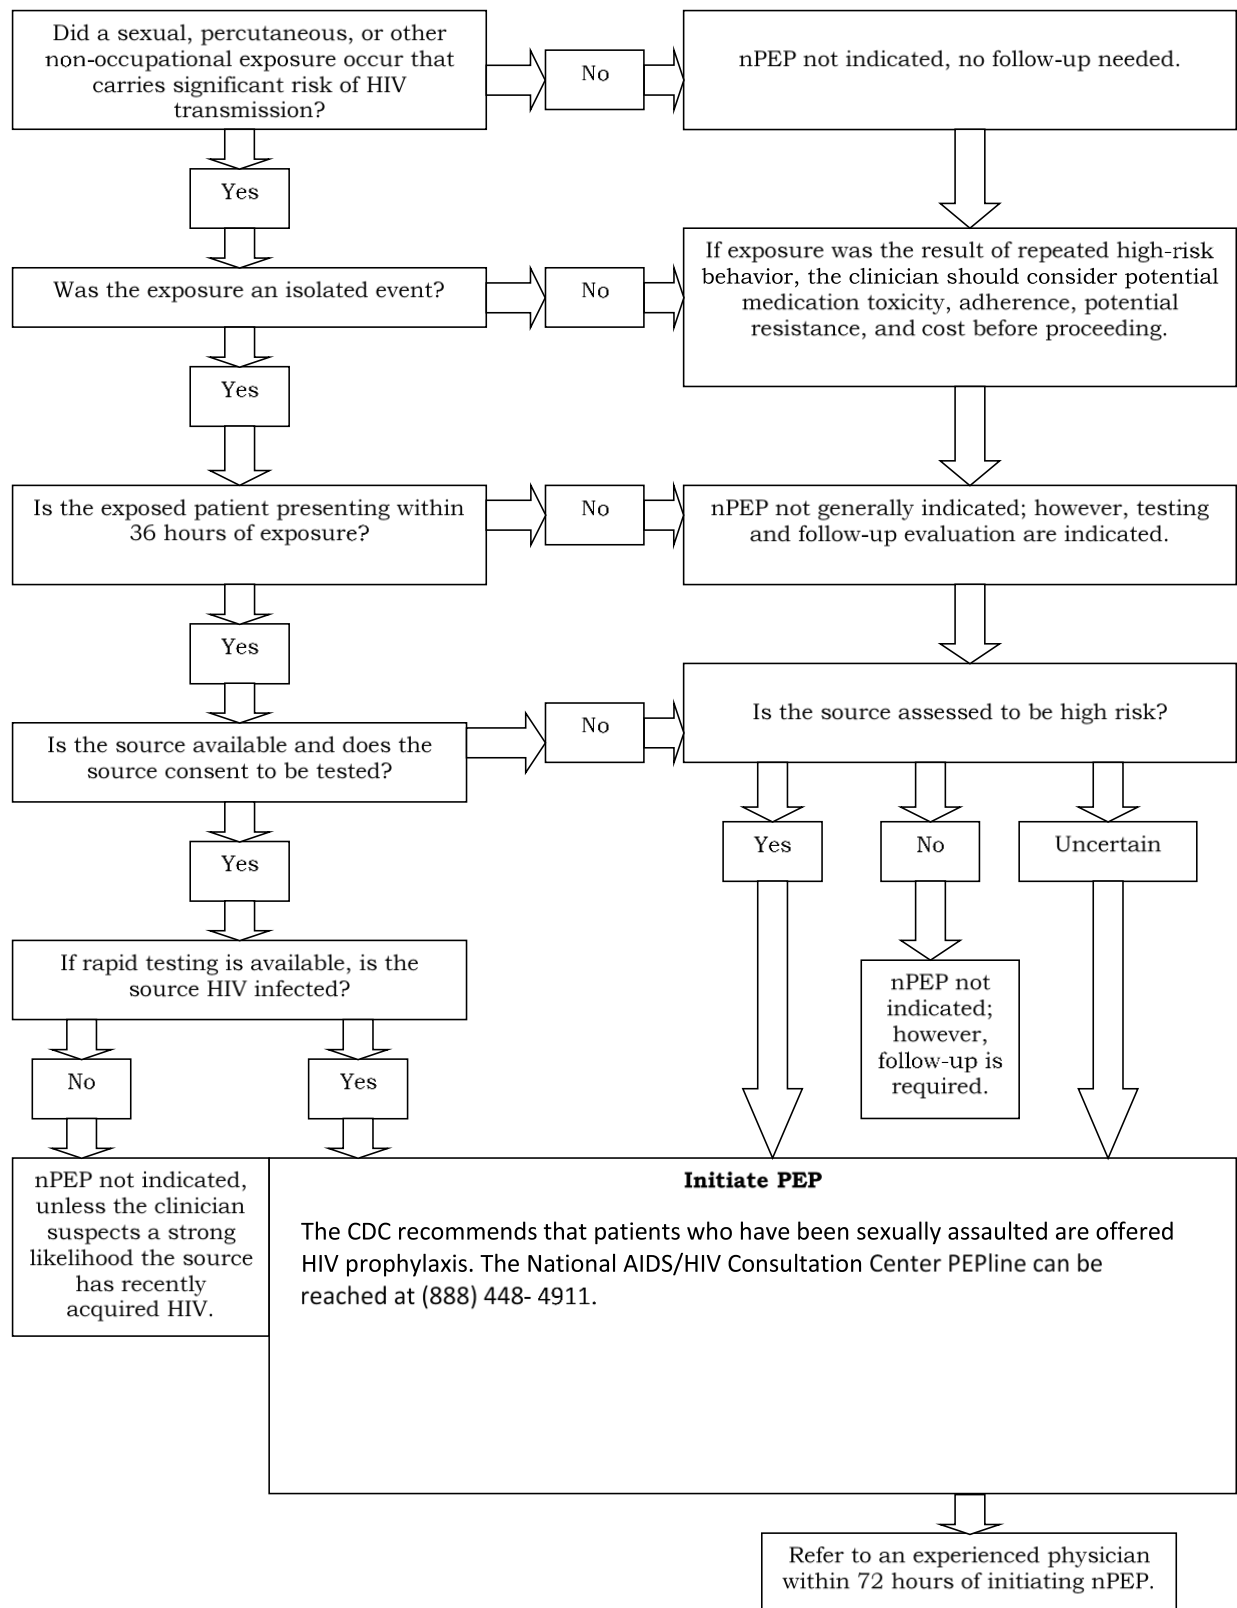 Did a sexual, percutaneous, or other
non-occupational exposure occur that
carries significant risk of HIV
transmission?
No
nPEP not indicated, no follow-up needed.
Yes
Was the exposure an isolated event?
No
If exposure was the result of repeated high-risk
behavior, the clinician should consider potential
medication toxicity, adherence, potential
resistance, and cost before proceeding.
Yes
Is the exposed patient presenting within
36 hours of exposure?
No
nPEP not generally indicated; however, testing
and follow-up evaluation are indicated.
Yes
Is the source available and does the
source consent to be tested?
No
Is the source assessed to be high risk?
Yes
Yes
No
Uncertain
If rapid testing is available, is the
source HIV infected?
nPEP not
indicated;
however,
follow-up is
required.
No
Yes
nPEP not indicated,
unless the clinician
suspects a strong
likelihood the source
has recently
acquired HIV.
Initiate PEP
The CDC recommends that patients who have been sexually assaulted are offered
HIV prophylaxis. The National AIDS/HIV Consultation Center PEPline can be
reached at (888) 448- 4911.
Refer to an experienced physician
within 72 hours of initiating nPEP.